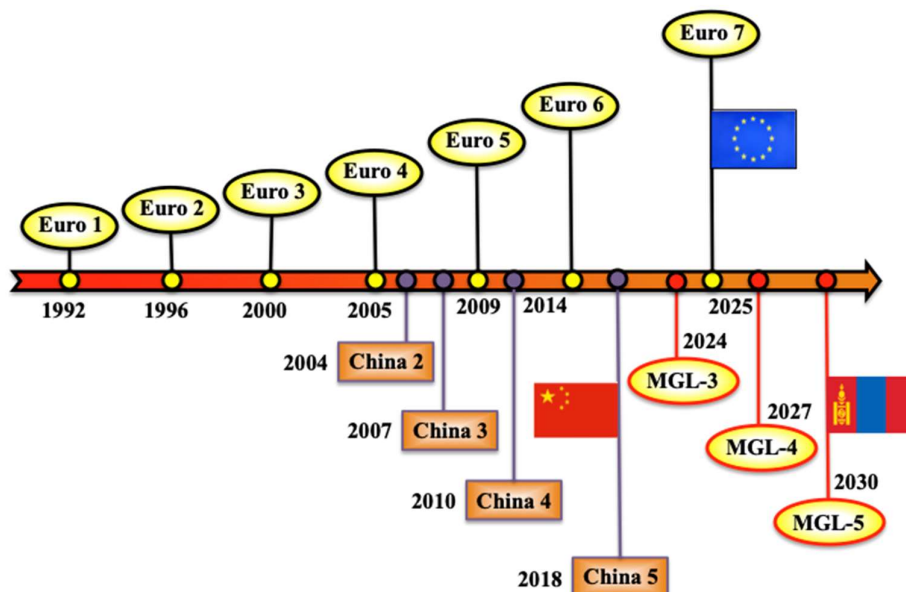 Euro 7
Euro 6
Euro 5
Euro 4
Euro 3
Euro 2
Euro 1
1992
1996
2000
2005
2009
2014
2025
2004
China 2
2024
MGL-3
2007
China 3
2027
MGL-4
2010
China 4
2030
MGL-5
2018
China 5